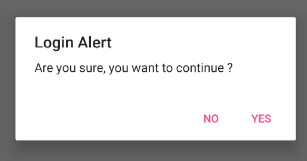 Login Alert
Are you sure, you want to continue ?
NO YES